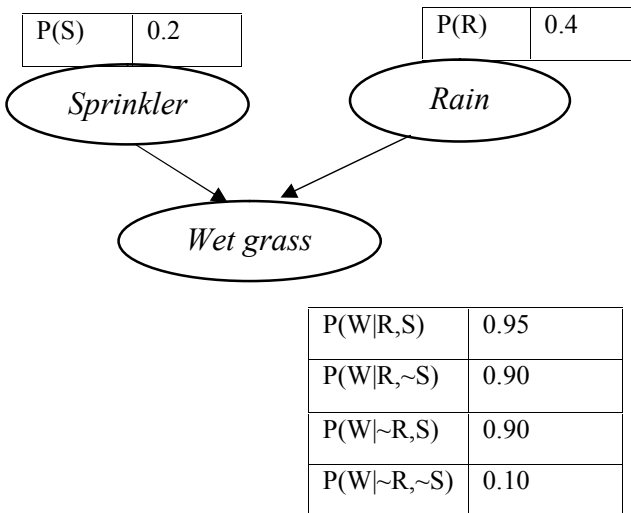 P(S) 0.2
P(R) 0.4
Sprinkler
Rain
Wet grass
P(W|R,S) 0.95
P(W|R,~S) 0.90
P(W|~R,S) 0.90
P(W|~R,~S) 0.10